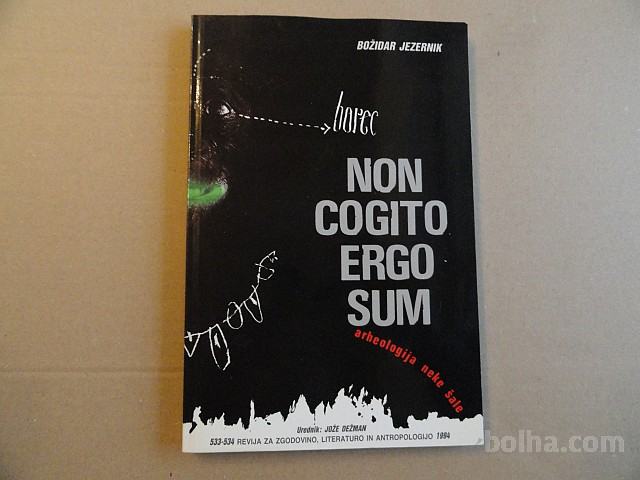 BOŽIDAR JEZERNIK
NON
COGITO
ERGO
SUM
arheologija neke šale
Urednik: JOŽE DEŽMAN
533-534 REVIJA ZA ZGODOVINO, LITERATURO IN ANTROPOLOGIJO 1994
bolha.com